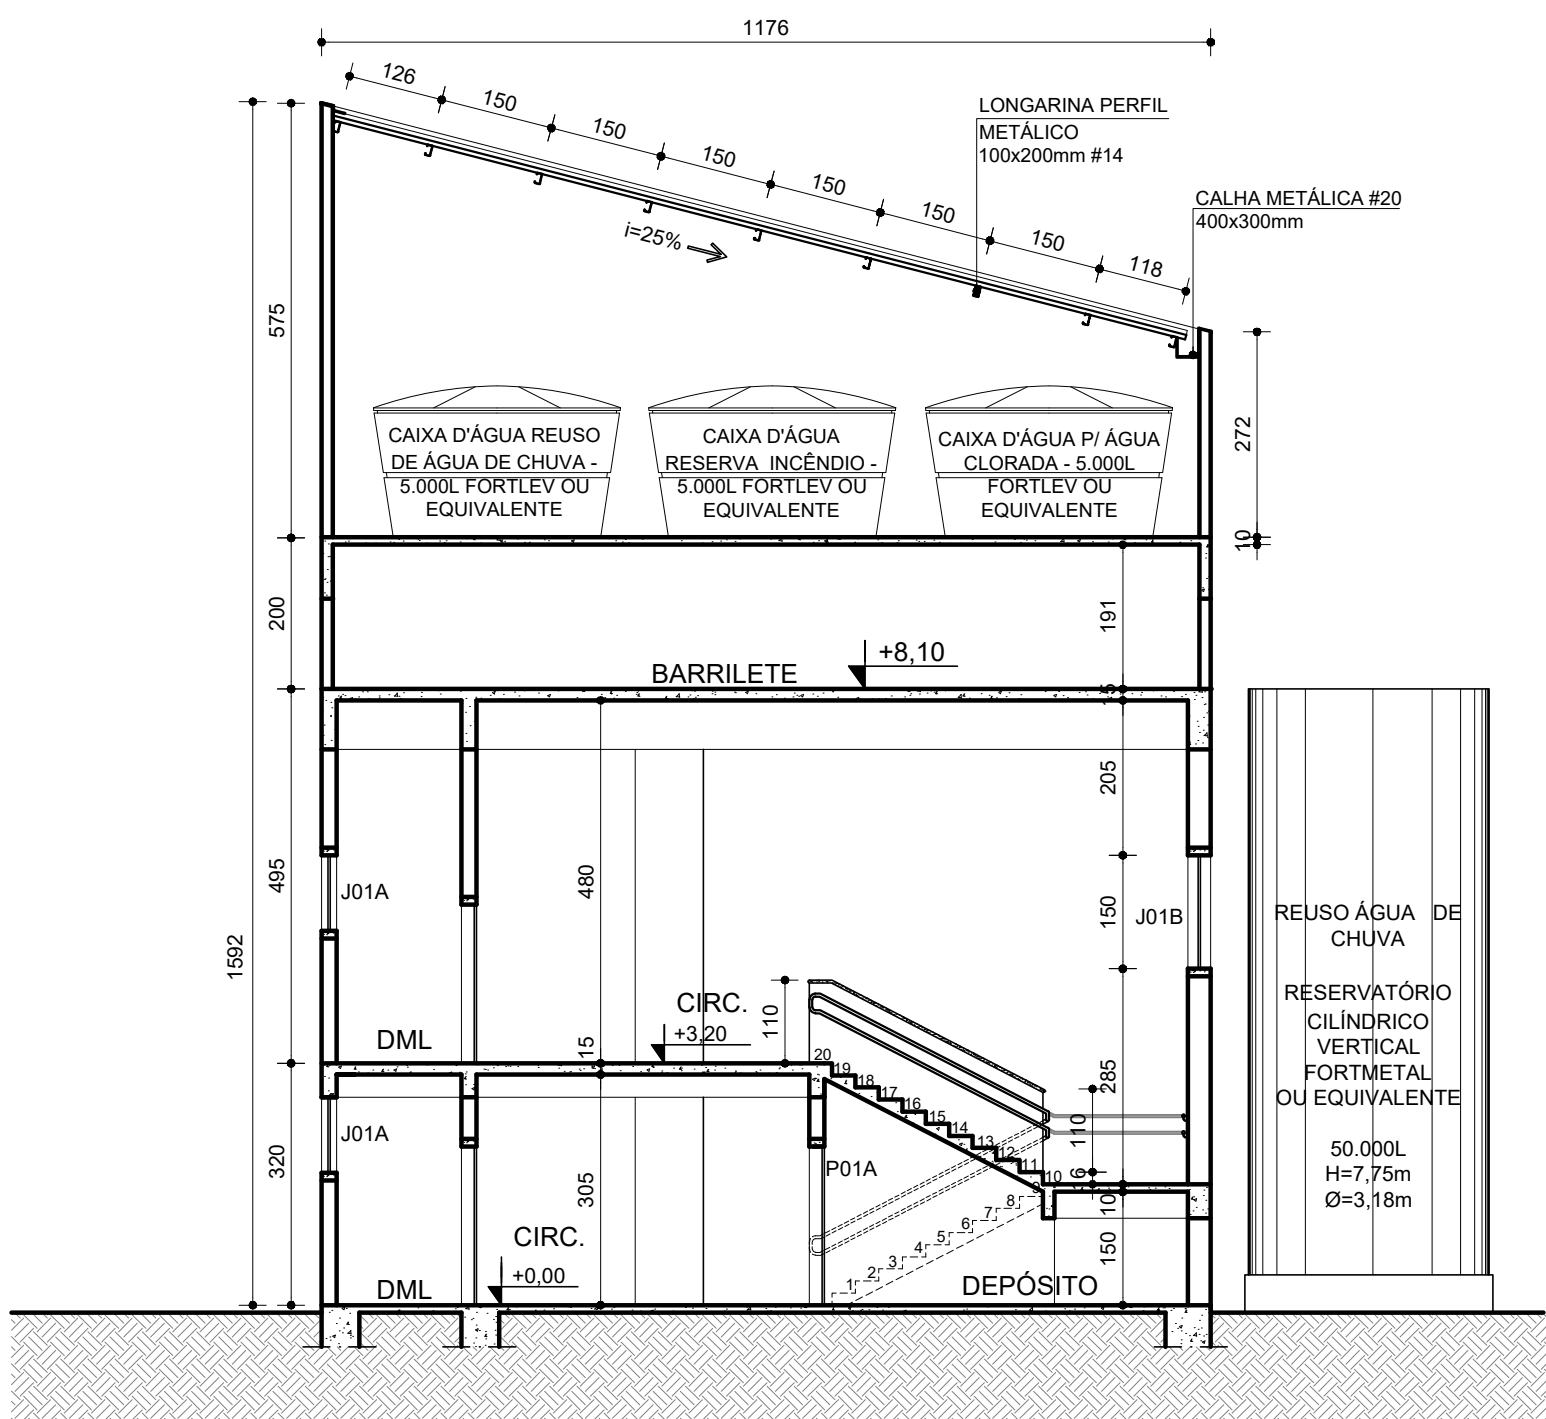 1176
126
150
150
150
150
150
150
118
LONGARINA PERFIL
METÁLICO
100x200mm #14
CALHA METÁLICA #20
400x300mm
i=25%
575
272
10
CAIXA D'ÁGUA REUSO
DE ÁGUA DE CHUVA -
5.000L FORTLEV OU
EQUIVALENTE
CAIXA D'ÁGUA
RESERVA INCÊNDIO -
5.000L FORTLEV OU
EQUIVALENTE
CAIXA D'ÁGUA P/ ÁGUA
CLORADA - 5.000L
FORTLEV OU
EQUIVALENTE
200
191
BARRILETE
+8,10
15
205
495
480
J01A
150
J01B
1592
CIRC.
+3,20
110
DML
15
285
20
19
18
17
16
15
14
13
12
11
10
9
8
7
6
5
4
3
2
1
110
6
10
150
J01A
P01A
320
305
CIRC.
+0,00
DML
DEPÓSITO
REUSO ÁGUA DE
CHUVA
RESERVATÓRIO
CILÍNDRICO
VERTICAL
FORTMETAL
OU EQUIVALENTE
50.000L
H=7,75m
Ø=3,18m